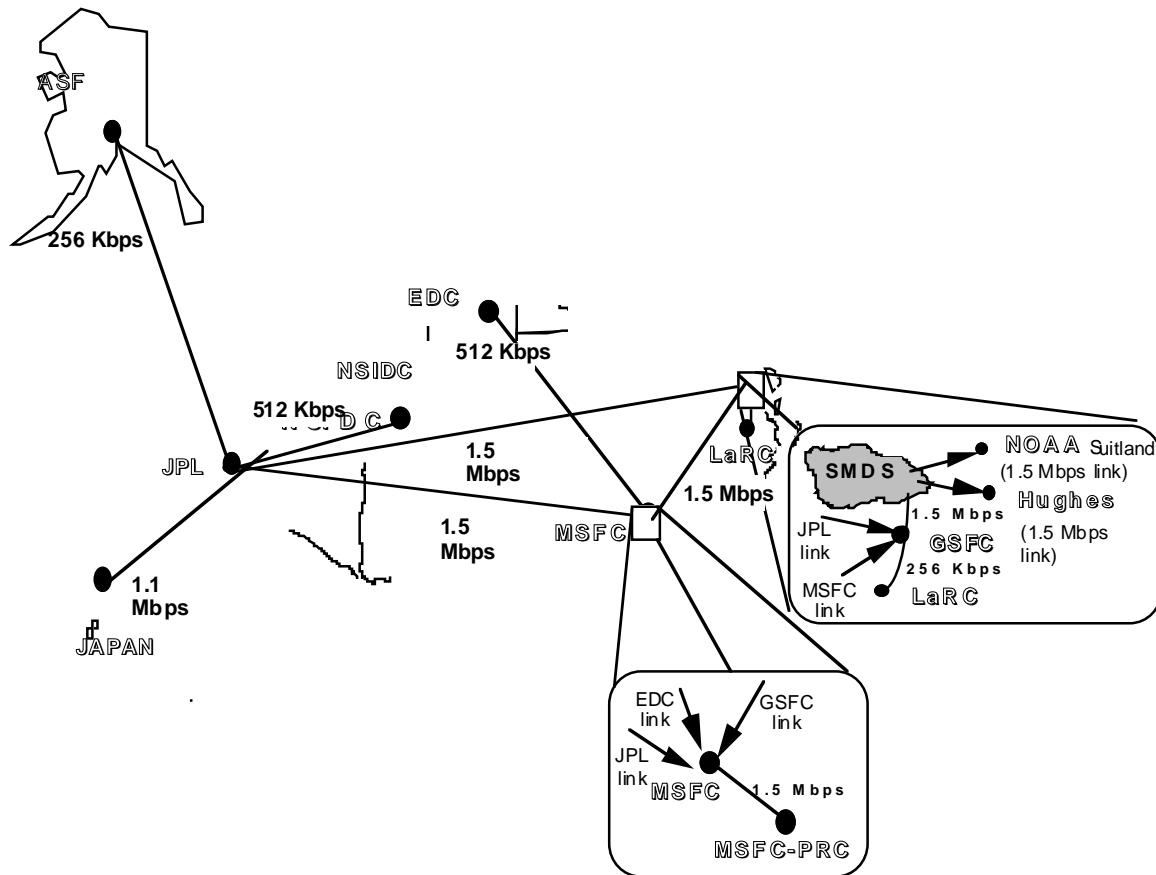 ASF
256 Kbps
EDC
512 Kbps
NSIDC
512 Kbps
D C
JPL
1.5
Mbps
1.5
Mbps
1.1
Mbps
JAPAN
LaRC
1.5 Mbps
MSFC
SMDS
NOAA Suitland
(1.5 Mbps link)
Hughes
(1.5 Mbps
link)
1.5 Mbps
JPL
link
GSFC
256 Kbps
MSFC
link
LaRC
EDC
link
GSFC
link
JPL
link
MSFC
1.5 Mbps
MSFC-PRC